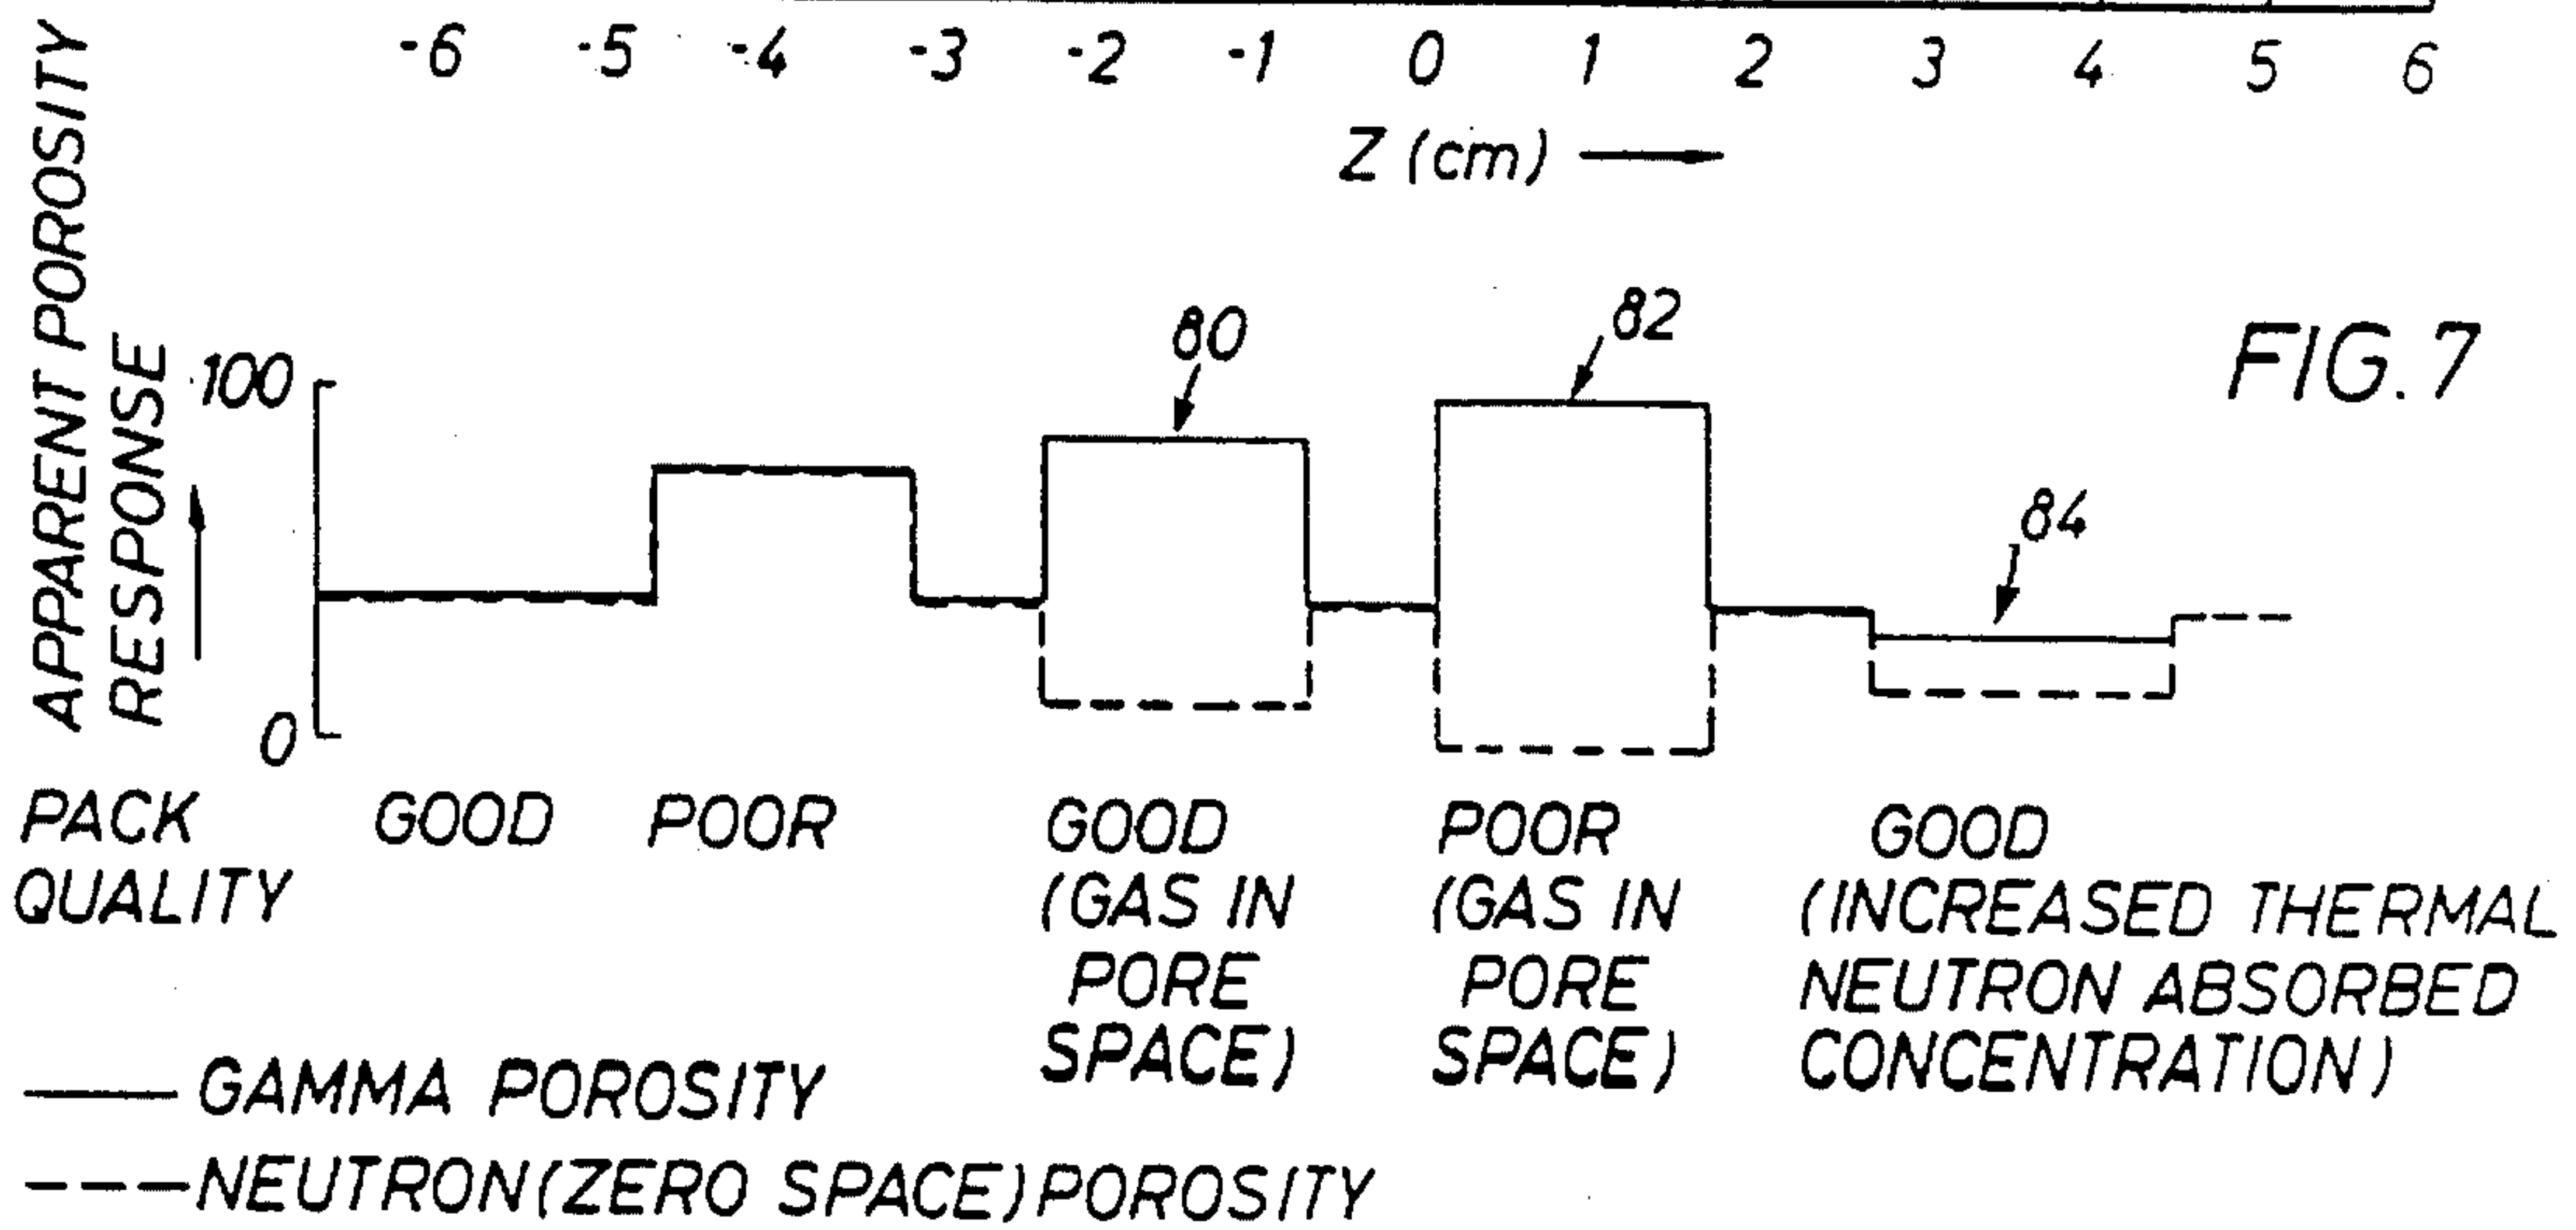 -6 -5 -4 -3 -2 -1 0 1 2 3 4 5 6
Z (cm)
APPARENT POROSITY
RESPONSE
100
0
80
82
84
FIG. 7
PACK
QUALITY
GOOD
POOR
GOOD
(GAS IN
PORE
SPACE)
POOR
(GAS IN
PORE
SPACE)
GOOD
(INCREASED THERMAL
NEUTRON ABSORBED
CONCENTRATION)
GAMMA POROSITY
NEUTRON (ZERO SPACE) POROSITY